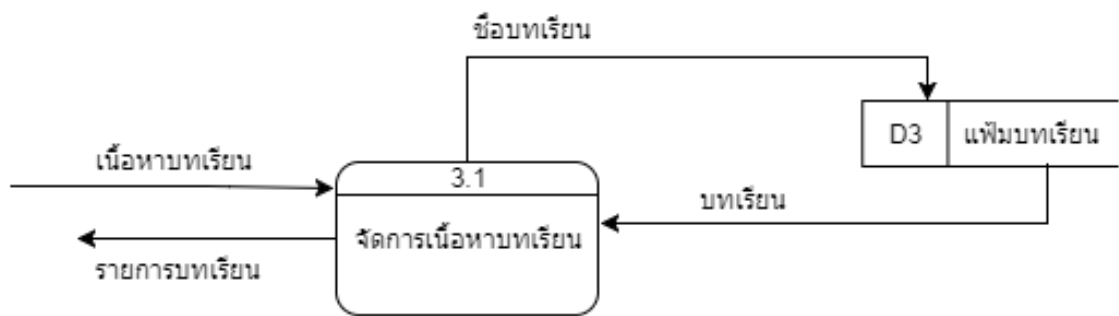 ชื่อบทเรียน
D3 แฟ้มบทเรียน
เนื้อหาบทเรียน
3.1
บทเรียน
จัดการเนื้อหาบทเรียน
รายการบทเรียน